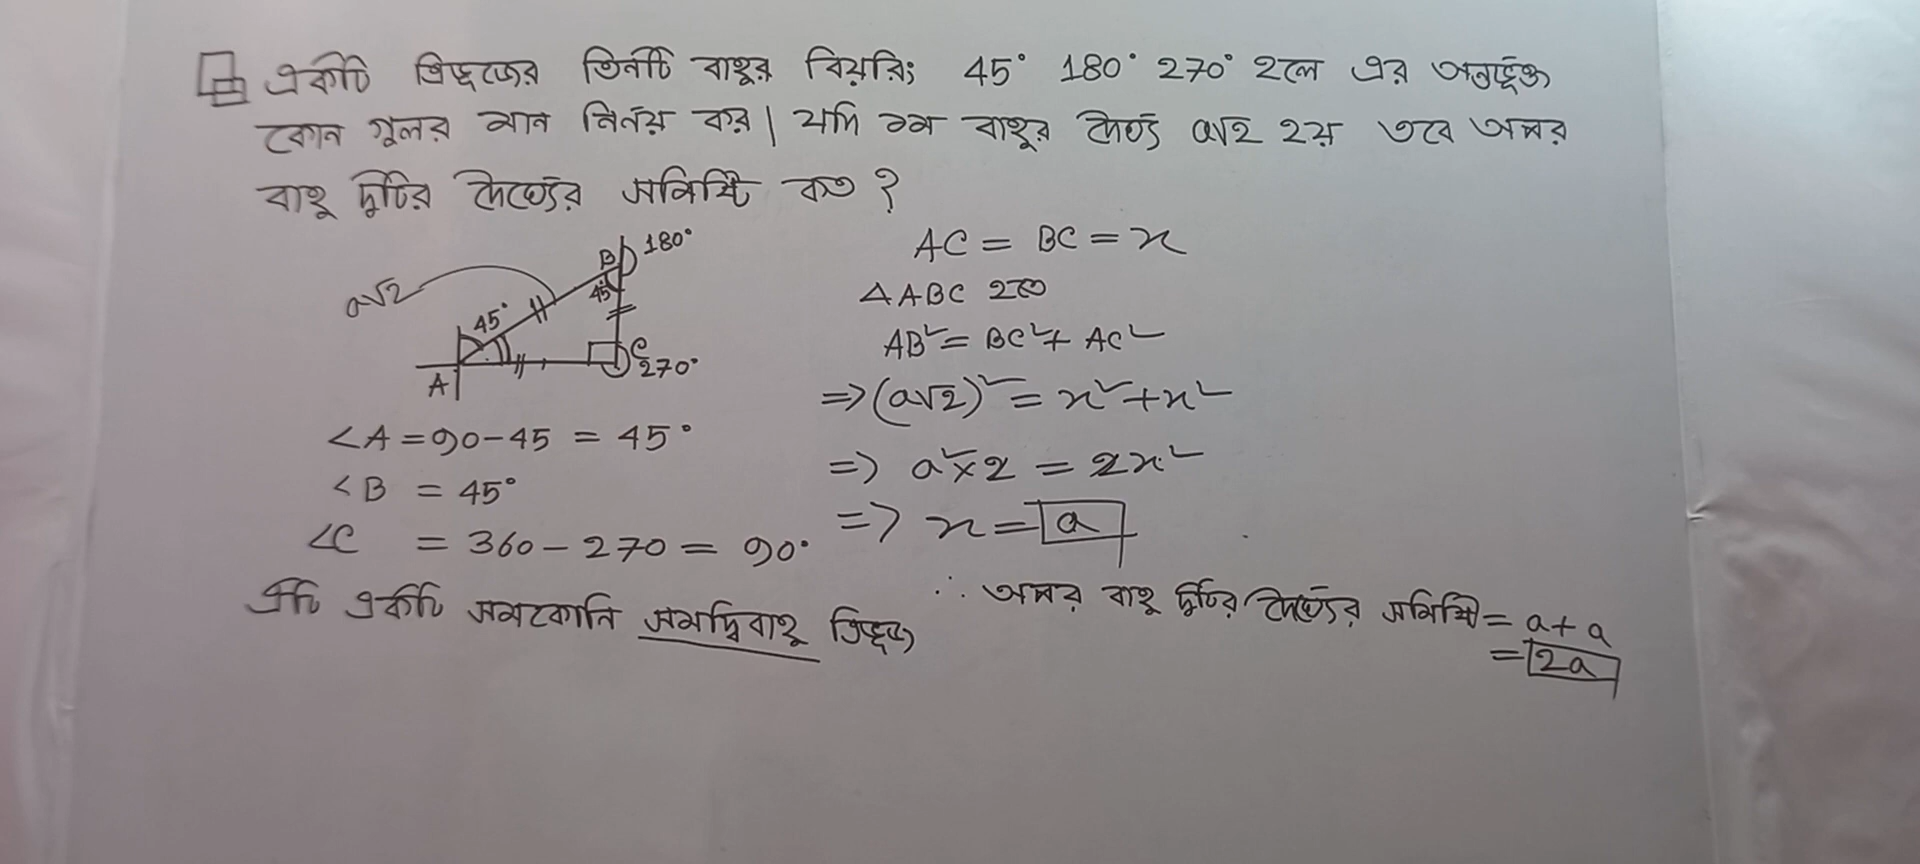 একটি ত্রিভুজের তিনটি বাহুর বিয়ারিং 45° 180° 270° হলে এর অন্তর্ভূক্ত
কোন গুলর মান নির্নয় কর। যদি ১ম বাহুর দৈর্ঘ্য a√2 হয় তবে অপর
বাহু দুটির দৈর্ঘ্যের সমষ্টি কত?
a√2
45°
B
180°
45
A
C
270°
∠A = 90-45 = 45°
∠B = 45°
∠C = 360-270 = 90°
এটি একটি সমকোনি সমদ্বিবাহু ত্রিভুজ
AC = BC = x
△ABC হতে
AB² = BC² + AC²
⇒ (a√2)² = x² + x²
⇒ a² × 2 = 2x²
⇒ x = a
∴ অপর বাহু দুটির দৈর্ঘ্যের সমষ্টি = a + a
= 2a